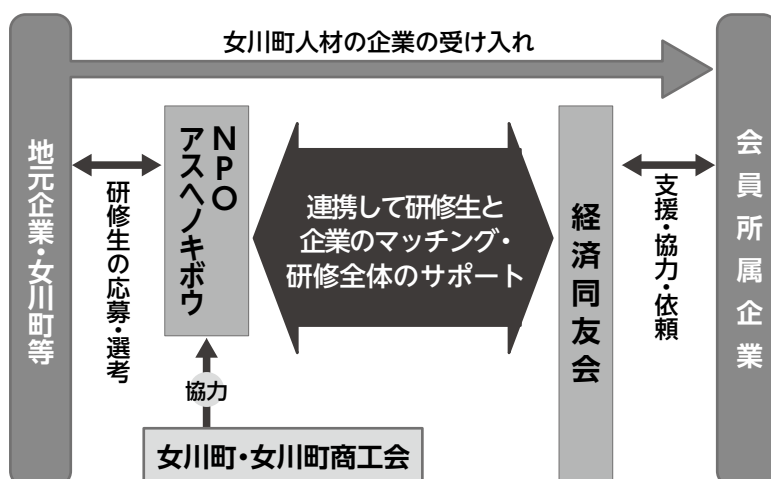 女川町人材の企業の受け入れ
地元企業・女川町等
研修生の応募・選考
NPO
アスヘノキボウ
連携して研修生と
企業のマッチング・
研修全体のサポート
経済同友会
支援・協力・依頼
会員所属企業
協力
女川町・女川町商工会